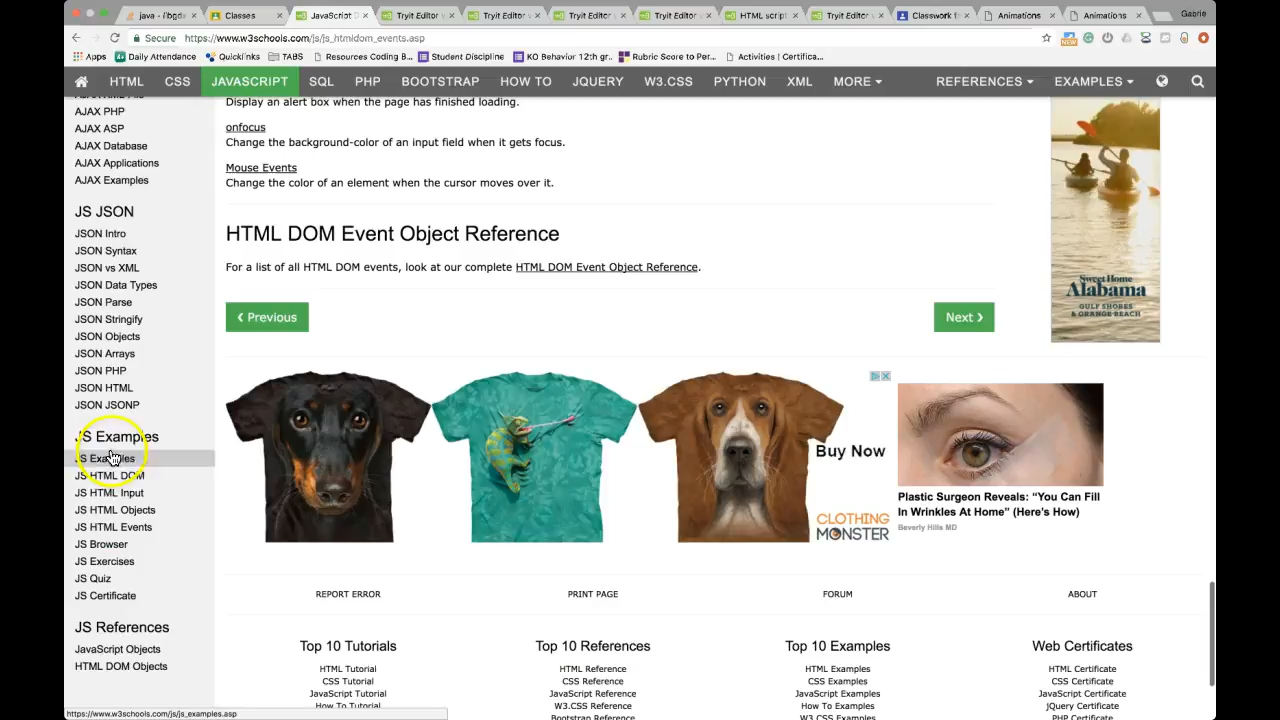 java - i'bgdx
Classes
JavaScript D
Tryit Editor v
Tryit Editor v
Tryit Editor v
Tryit Editor v
HTML script
Tryit Editor v
Classwork f
Animations
Animations
Gabrie
Secure
https://www.w3schools.com/js/js_htmldom_events.asp
Apps
Daily Attendance
Quicklinks
TABS
Resources Coding B...
Student Discipline
KO Behavior 12th gr..
Rubric Score to Per...
Activities | Certifica...
HTML
CSS
JAVASCRIPT
SQL
PHP
BOOTSTRAP
HOW TO
JQUERY
W3.CSS
PYTHON
XML
MORE
REFERENCES
EXAMPLES
AJAX PHP
AJAX ASP
AJAX Database
AJAX Applications
AJAX Examples
JS JSON
JSON Intro
JSON Syntax
JSON vs XML
JSON Data Types
JSON Parse
JSON Stringify
JSON Objects
JSON Arrays
JSON PHP
JSON HTML
JSON JSONP
JS Examples
JS Examples
JS HTML DOM
JS HTML Input
JS HTML Objects
JS HTML Events
JS Browser
JS Exercises
JS Quiz
JS Certificate
JS References
JavaScript Objects
HTML DOM Objects
Display an alert box when the page has finished loading.
onfocus
Change the background-color of an input field when it gets focus.
Mouse Events
Change the color of an element when the cursor moves over it.
HTML DOM Event Object Reference
For a list of all HTML DOM events, look at our complete HTML DOM Event Object Reference.
❮ Previous
Next ❯
Sweet Home
Alabama
GULF SHORES
& ORANGE BEACH
Buy Now
CLOTHING
MONSTER
Plastic Surgeon Reveals: “You Can Fill
In Wrinkles At Home” (Here's How)
Beverly Hills MD
REPORT ERROR
PRINT PAGE
FORUM
ABOUT
Top 10 Tutorials
HTML Tutorial
CSS Tutorial
JavaScript Tutorial
How To Tutorial
Top 10 References
HTML Reference
CSS Reference
JavaScript Reference
W3.CSS Reference
Bootstrap Reference
Top 10 Examples
HTML Examples
CSS Examples
JavaScript Examples
How To Examples
W3.CSS Examples
Web Certificates
HTML Certificate
CSS Certificate
JavaScript Certificate
jQuery Certificate
PHP Certificate
https://www.w3schools.com/js/js_examples.asp